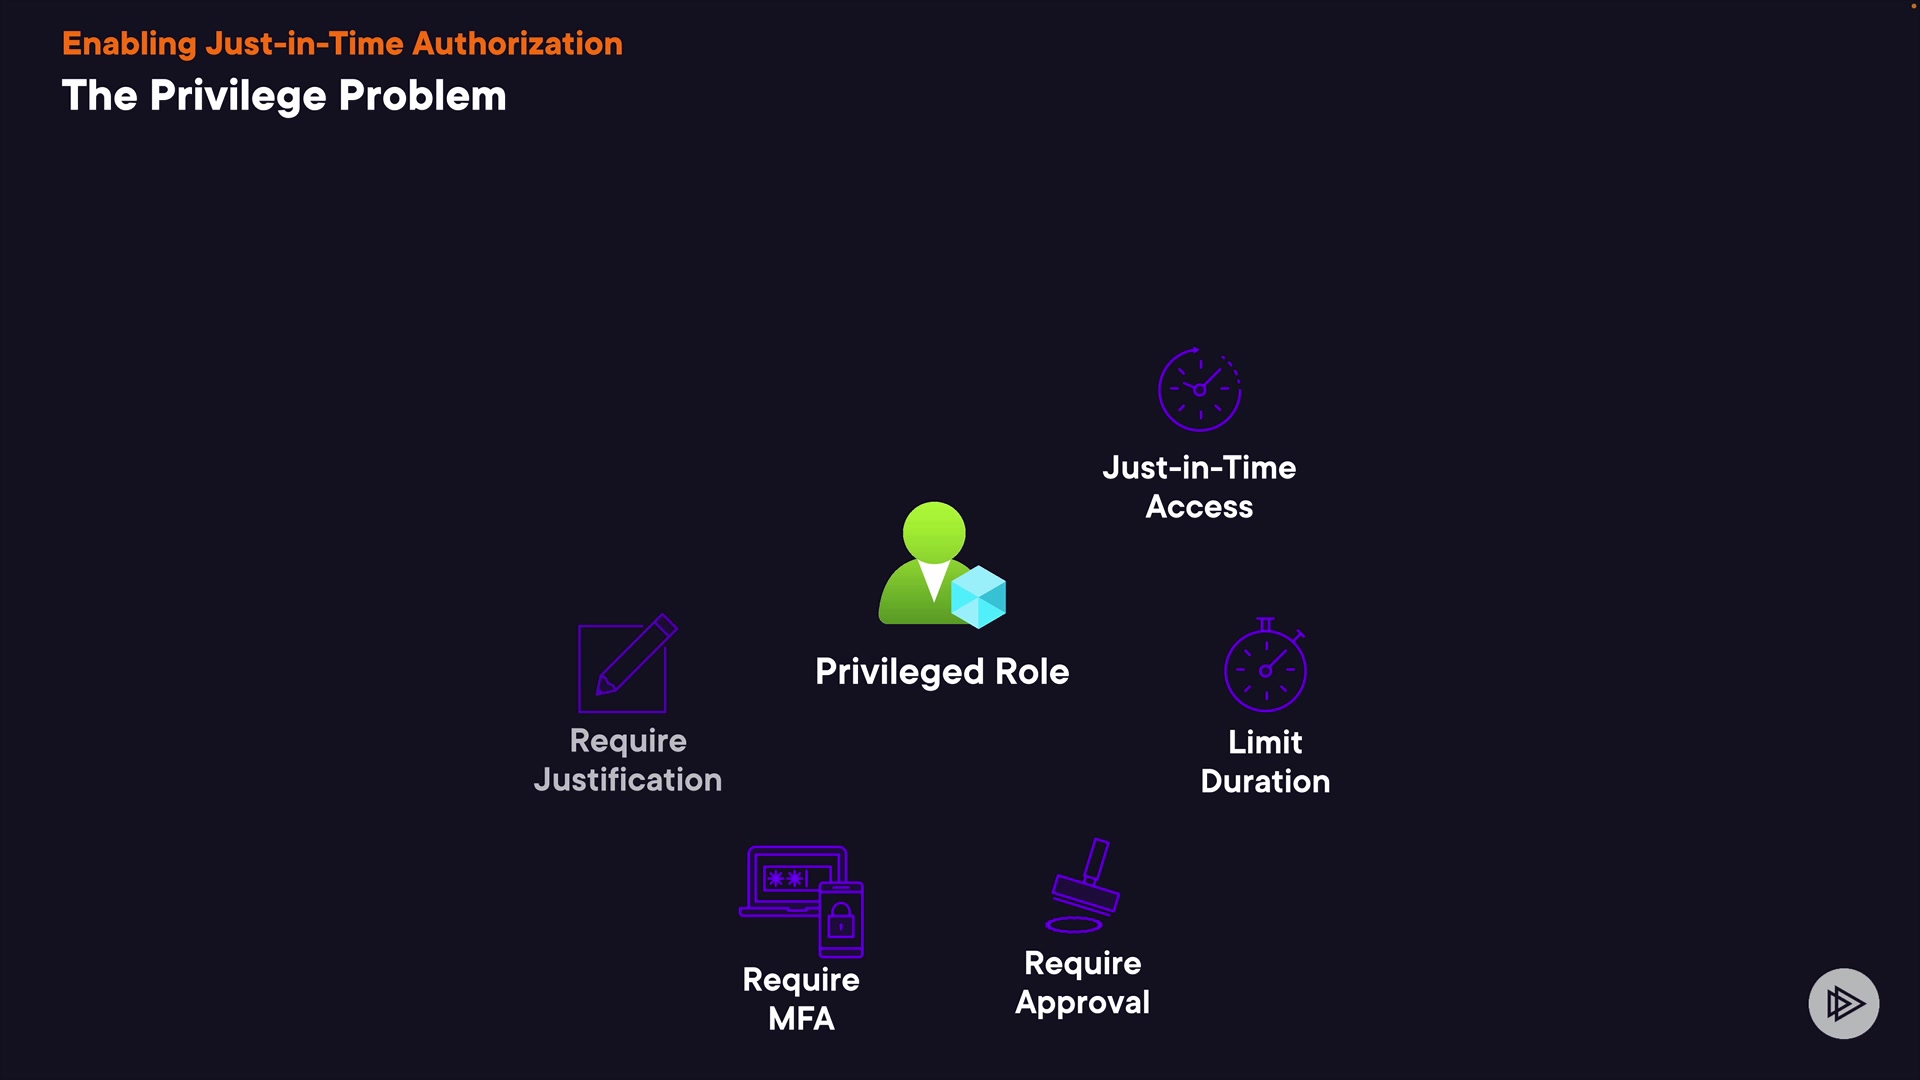 Enabling Just-in-Time Authorization
The Privilege Problem
Just-in-Time
Access
Privileged Role
Require
Justification
Limit
Duration
Require
MFA
Require
Approval